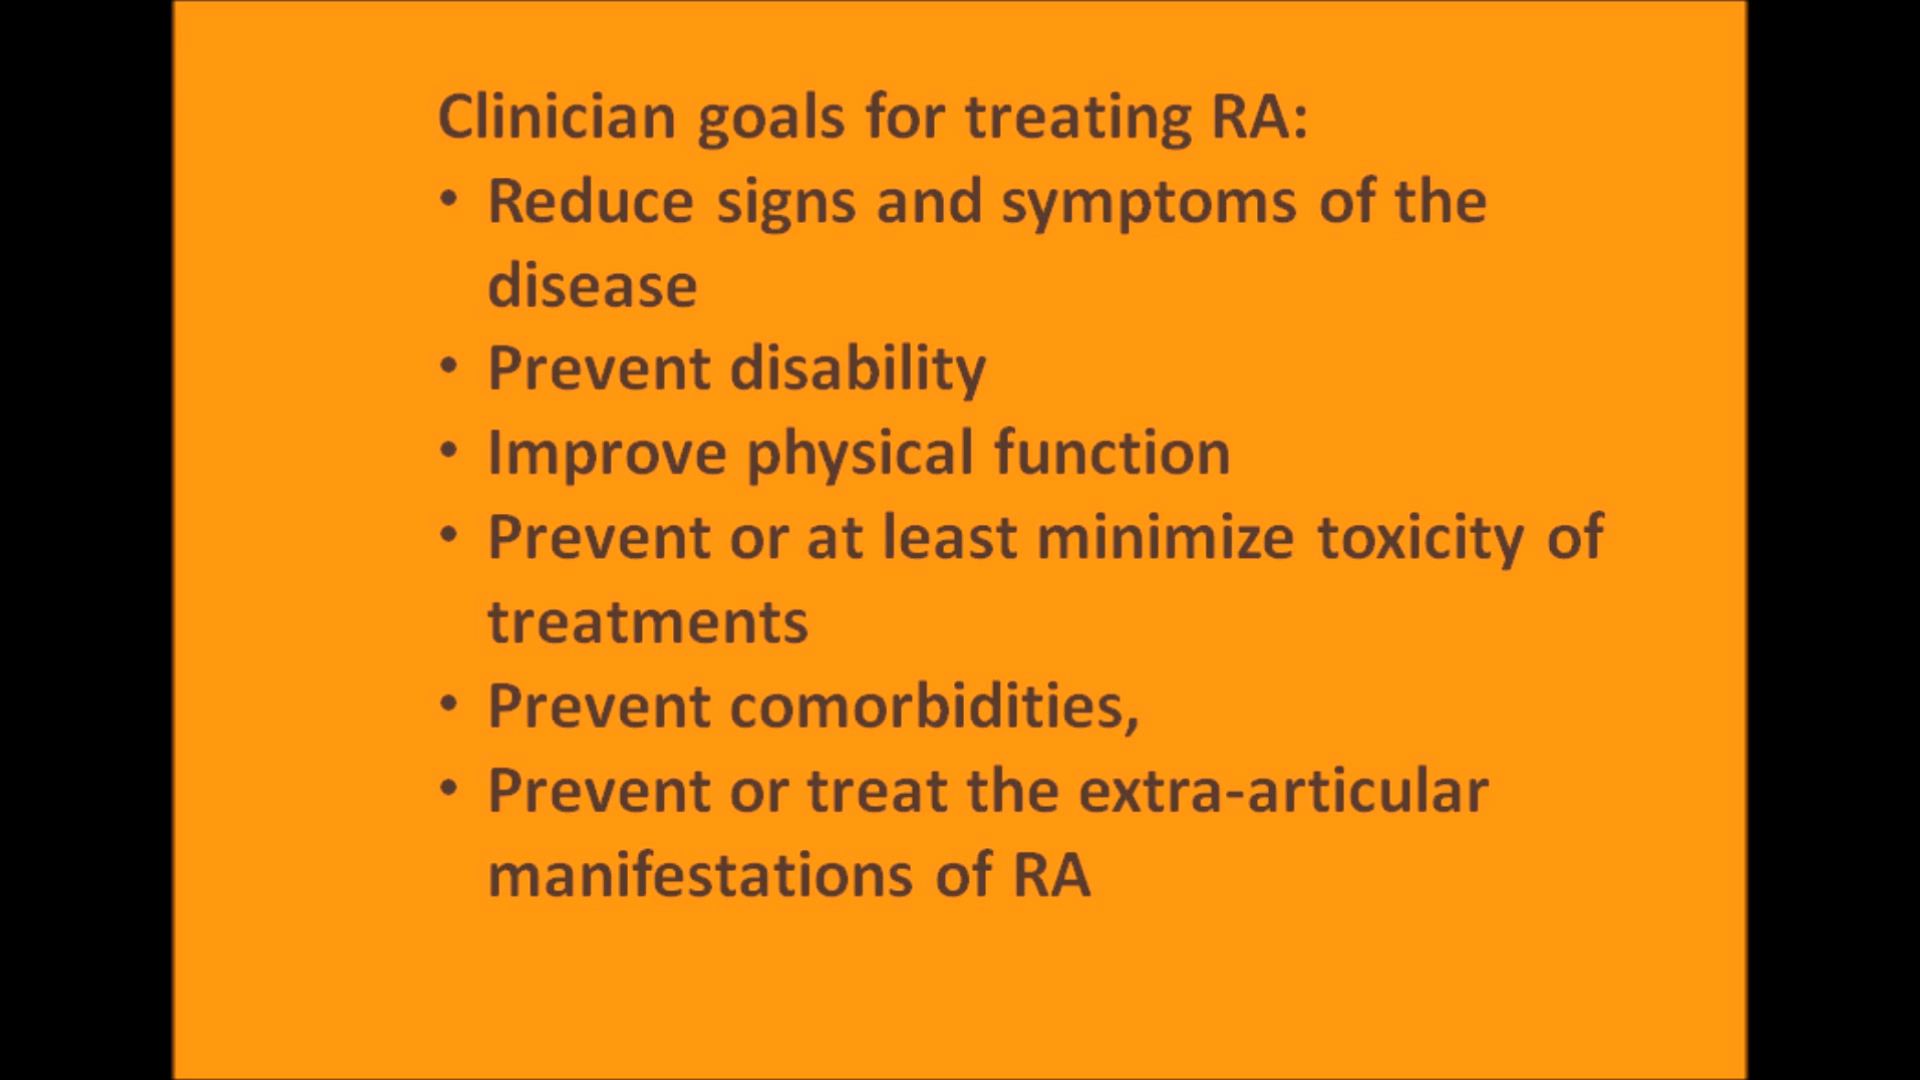 Clinician goals for treating RA:
• Reduce signs and symptoms of the
disease
• Prevent disability
• Improve physical function
• Prevent or at least minimize toxicity of
treatments
• Prevent comorbidities,
• Prevent or treat the extra-articular
manifestations of RA